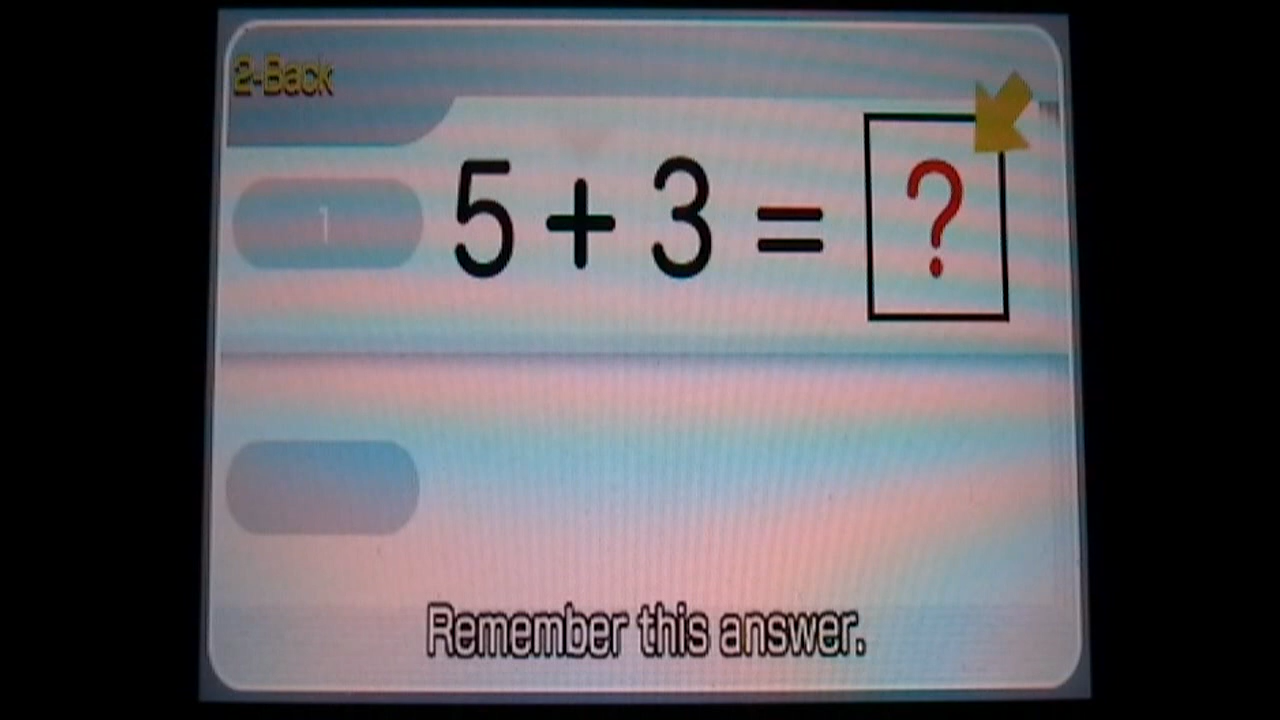 2-Back
1
5 + 3 = ?
Remember this answer.